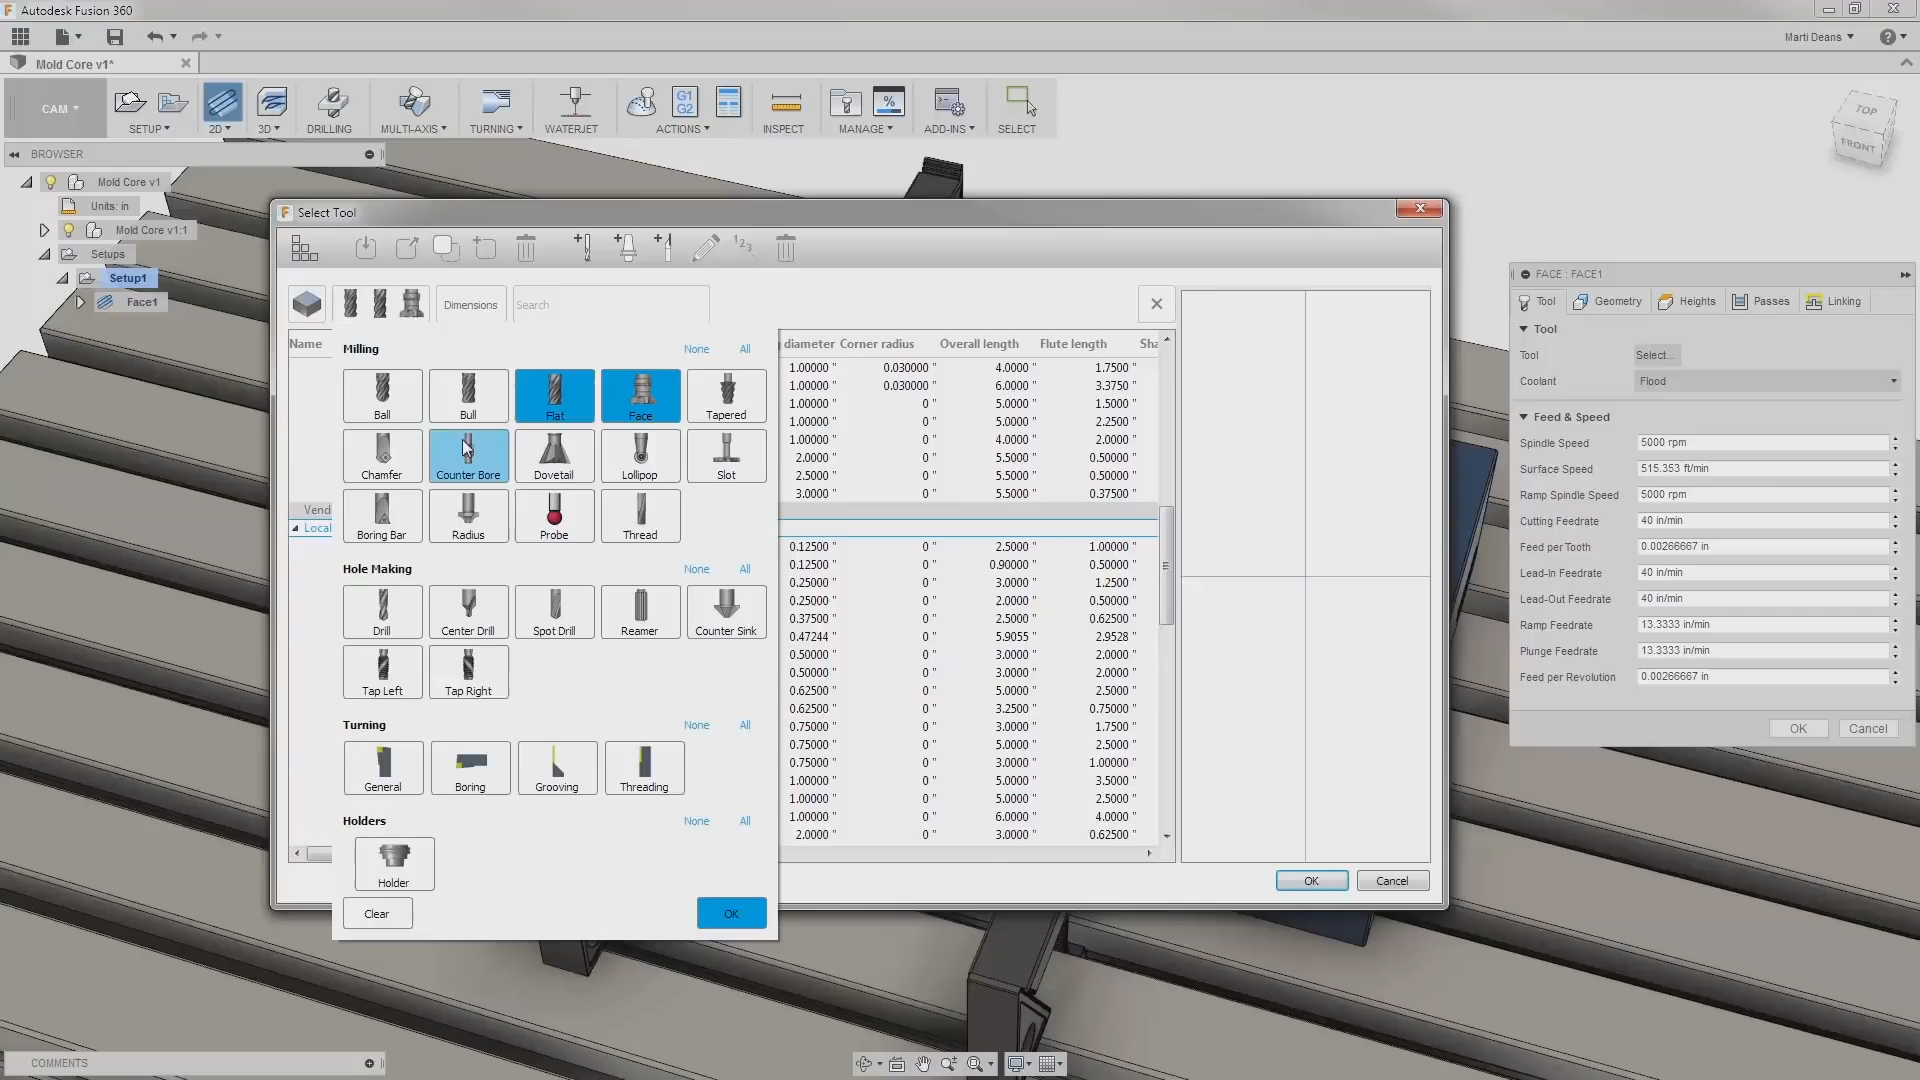 Autodesk Fusion 360
Marti Deans
Mold Core v1*
CAM
SETUP
2D
3D
DRILLING
MULTI-AXIS
TURNING
WATERJET
G1
G2
ACTIONS
INSPECT
%
MANAGE
ADD-INS
SELECT
TOP
FRONT
BROWSER
Mold Core v1
Units: in
Mold Core v1:1
Setups
Setup1
Face1
Select Tool
123
Dimensions
Search
Name
diameter Corner radius Overall length Flute length Sha
1.00000 " 0.030000 " 4.0000 " 1.7500 "
1.00000 " 0.030000 " 6.0000 " 3.3750 "
1.00000 " 0 " 5.0000 " 1.5000 "
1.00000 " 0 " 5.0000 " 2.2500 "
1.00000 " 0 " 4.0000 " 2.0000 "
2.0000 " 0 " 5.5000 " 0.50000 "
2.5000 " 0 " 5.5000 " 0.50000 "
3.0000 " 0 " 5.5000 " 0.37500 "
Vend
Local
0.12500 " 0 " 2.5000 " 1.00000 "
0.12500 " 0 " 0.90000 " 0.50000 "
0.25000 " 0 " 3.0000 " 1.2500 "
0.25000 " 0 " 2.0000 " 0.50000 "
0.37500 " 0 " 2.5000 " 0.62500 "
0.47244 " 0 " 5.9055 " 2.9528 "
0.50000 " 0 " 3.0000 " 2.0000 "
0.50000 " 0 " 3.0000 " 2.0000 "
0.62500 " 0 " 5.0000 " 2.5000 "
0.62500 " 0 " 3.2500 " 0.75000 "
0.75000 " 0 " 3.0000 " 1.7500 "
0.75000 " 0 " 5.0000 " 2.5000 "
0.75000 " 0 " 3.0000 " 1.00000 "
1.00000 " 0 " 5.0000 " 3.5000 "
1.00000 " 0 " 5.0000 " 2.5000 "
1.00000 " 0 " 6.0000 " 4.0000 "
2.0000 " 0 " 3.0000 " 0.62500 "
Milling None All
Ball Bull Flat Face Tapered
Chamfer Counter Bore Dovetail Lollipop Slot
Boring Bar Radius Probe Thread
Hole Making None All
Drill Center Drill Spot Drill Reamer Counter Sink
Tap Left Tap Right
Turning None All
General Boring Grooving Threading
Holders None All
Holder
Clear OK
OK Cancel
FACE : FACE1
Tool Geometry Heights Passes Linking
Tool
Tool Select...
Coolant Flood
Feed & Speed
Spindle Speed 5000 rpm
Surface Speed 515.353 ft/min
Ramp Spindle Speed 5000 rpm
Cutting Feedrate 40 in/min
Feed per Tooth 0.00266667 in
Lead-In Feedrate 40 in/min
Lead-Out Feedrate 40 in/min
Ramp Feedrate 13.3333 in/min
Plunge Feedrate 13.3333 in/min
Feed per Revolution 0.00266667 in
OK Cancel
COMMENTS